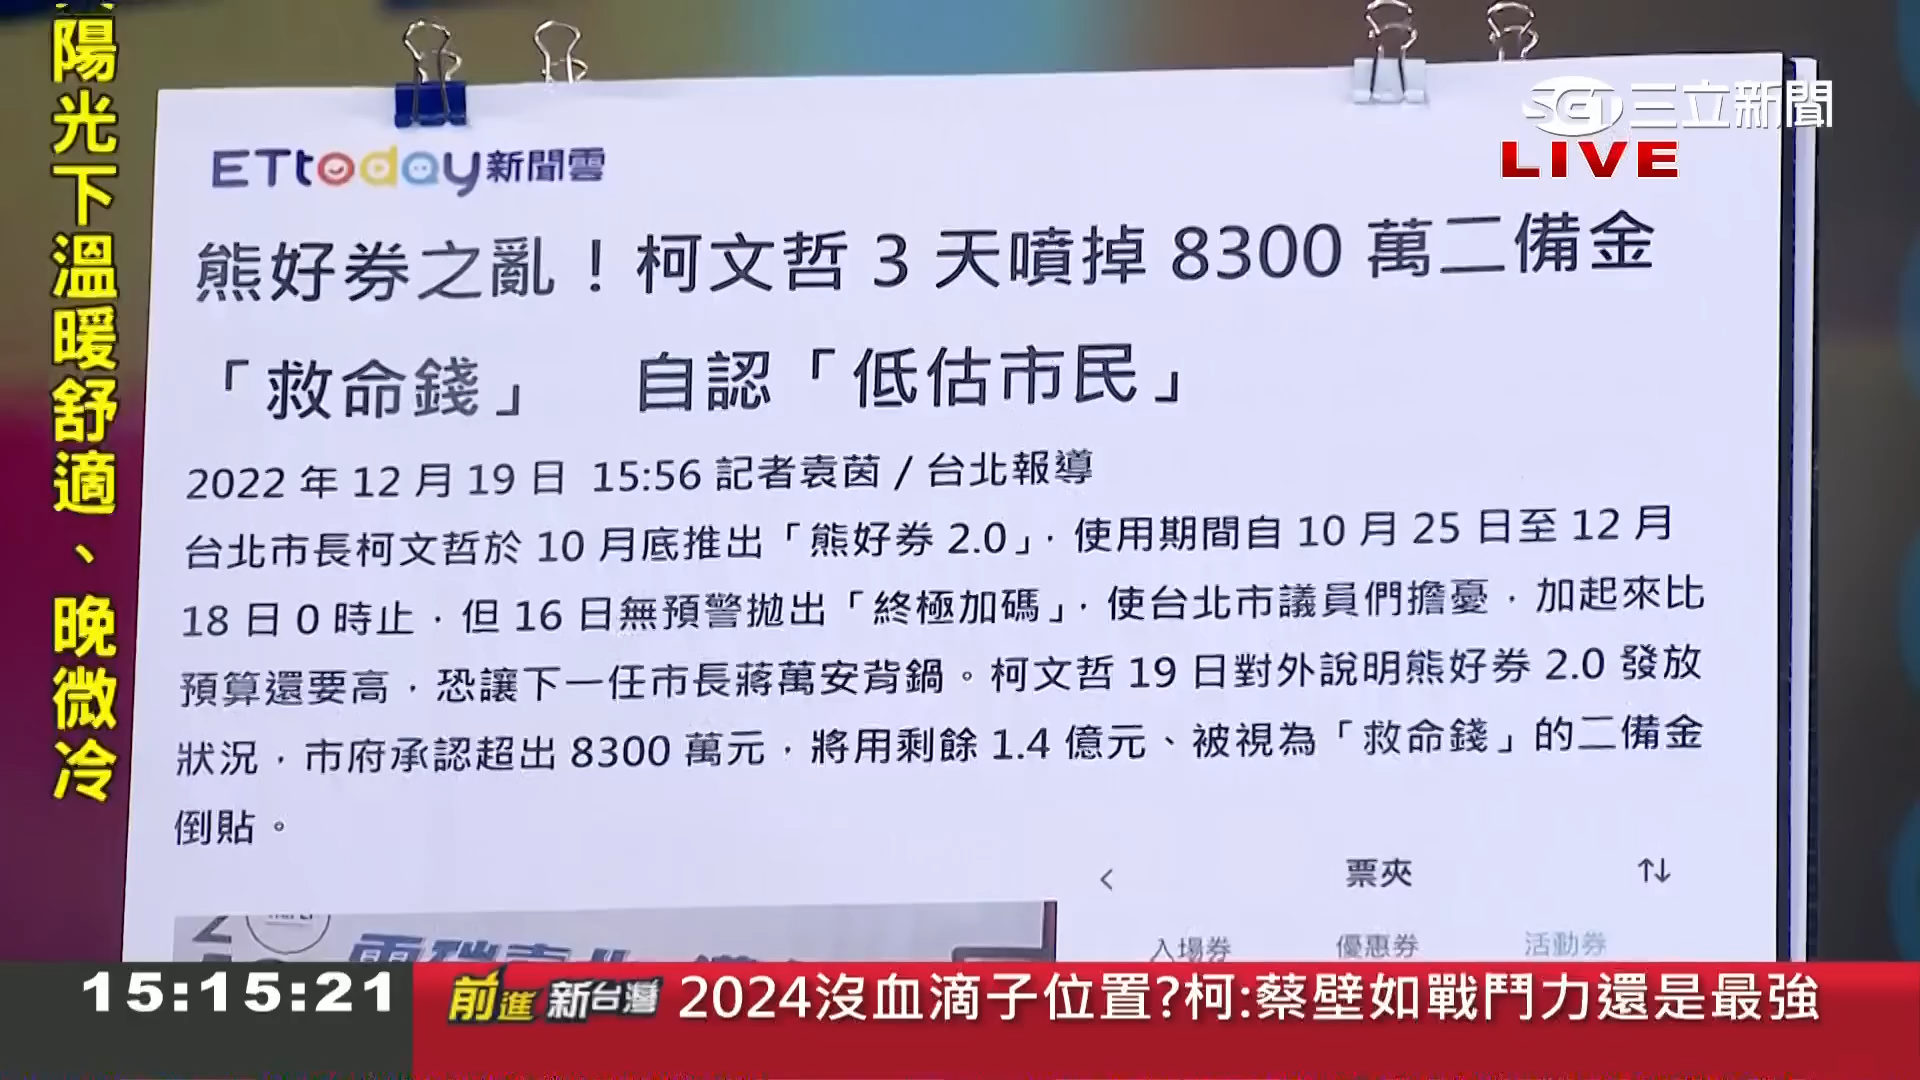 陽光下溫暖舒適、晚微冷
SET三立新聞
LIVE
ETtoday新聞雲
熊好券之亂！柯文哲 3 天噴掉 8300 萬二備金
「救命錢」 自認「低估市民」
2022 年 12 月 19 日 15:56 記者袁茵 / 台北報導
台北市長柯文哲於 10 月底推出「熊好券 2.0」，使用期間自 10 月 25 日至 12 月
18 日 0 時止，但 16 日無預警拋出「終極加碼」，使台北市議員們擔憂，加起來比
預算還要高，恐讓下一任市長蔣萬安背鍋。柯文哲 19 日對外說明熊好券 2.0 發放
狀況，市府承認超出 8300 萬元，將用剩餘 1.4 億元、被視為「救命錢」的二備金
倒貼。
< 票夾 ↑↓
入場券 優惠券 活動券
15:15:21
前進新台灣
2024沒血滴子位置?柯:蔡壁如戰鬥力還是最強